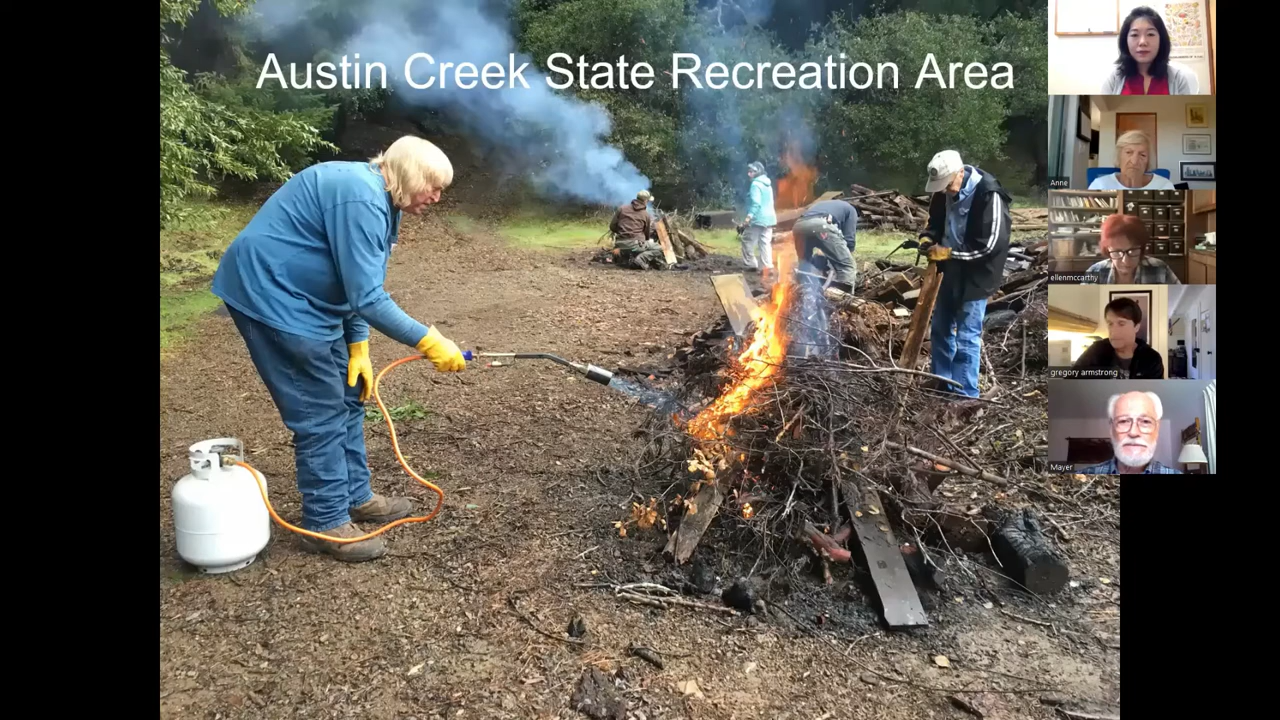 Austin Creek State Recreation Area
Anne
ellenmccarthy
gregory armstrong
Mayer